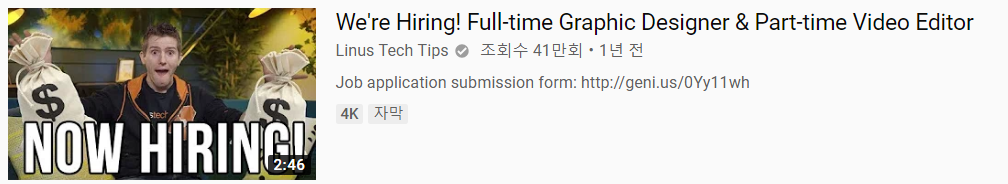 We're Hiring! Full-time Graphic Designer & Part-time Video Editor
Linus Tech Tips 조회수 41만회 • 1년 전
Job application submission form: http://geni.us/0Yy11wh
4K 자막
$ $
tech
NOW HIRING!
2:46